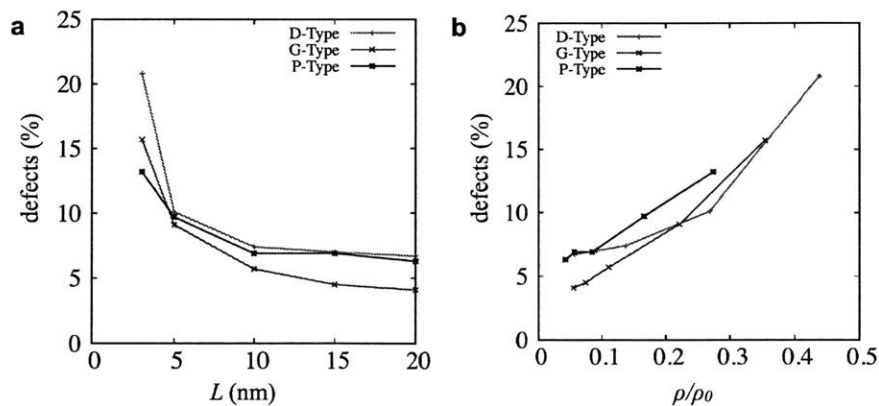 a
25
20
15
10
5
0
defects (%)
D-Type
G-Type
P-Type
0 5 10 15 20
L (nm)
b
25
20
15
10
5
0
defects (%)
D-Type
G-Type
P-Type
0 0.1 0.2 0.3 0.4 0.5
ρ/ρ0